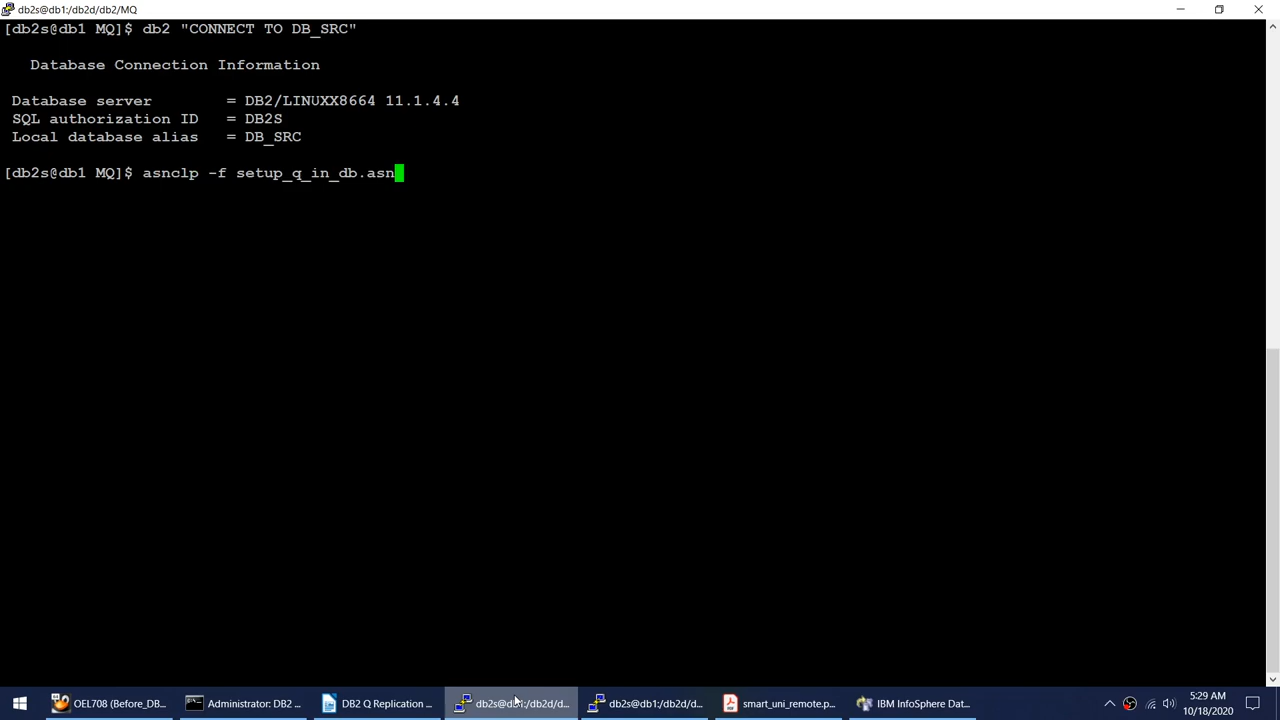 db2s@db1:/db2d/db2/MQ
[db2s@db1 MQ]$ db2 "CONNECT TO DB_SRC"
Database Connection Information
Database server = DB2/LINUXX8664 11.1.4.4
SQL authorization ID = DB2S
Local database alias = DB_SRC
[db2s@db1 MQ]$ asnclp -f setup_q_in_db.asn
OEL708 (Before_DB...
Administrator: DB2 ...
DB2 Q Replication ...
db2s@db1:/db2d/d...
db2s@db1:/db2d/d...
smart_uni_remote.p...
IBM InfoSphere Dat...
5:29 AM
10/18/2020